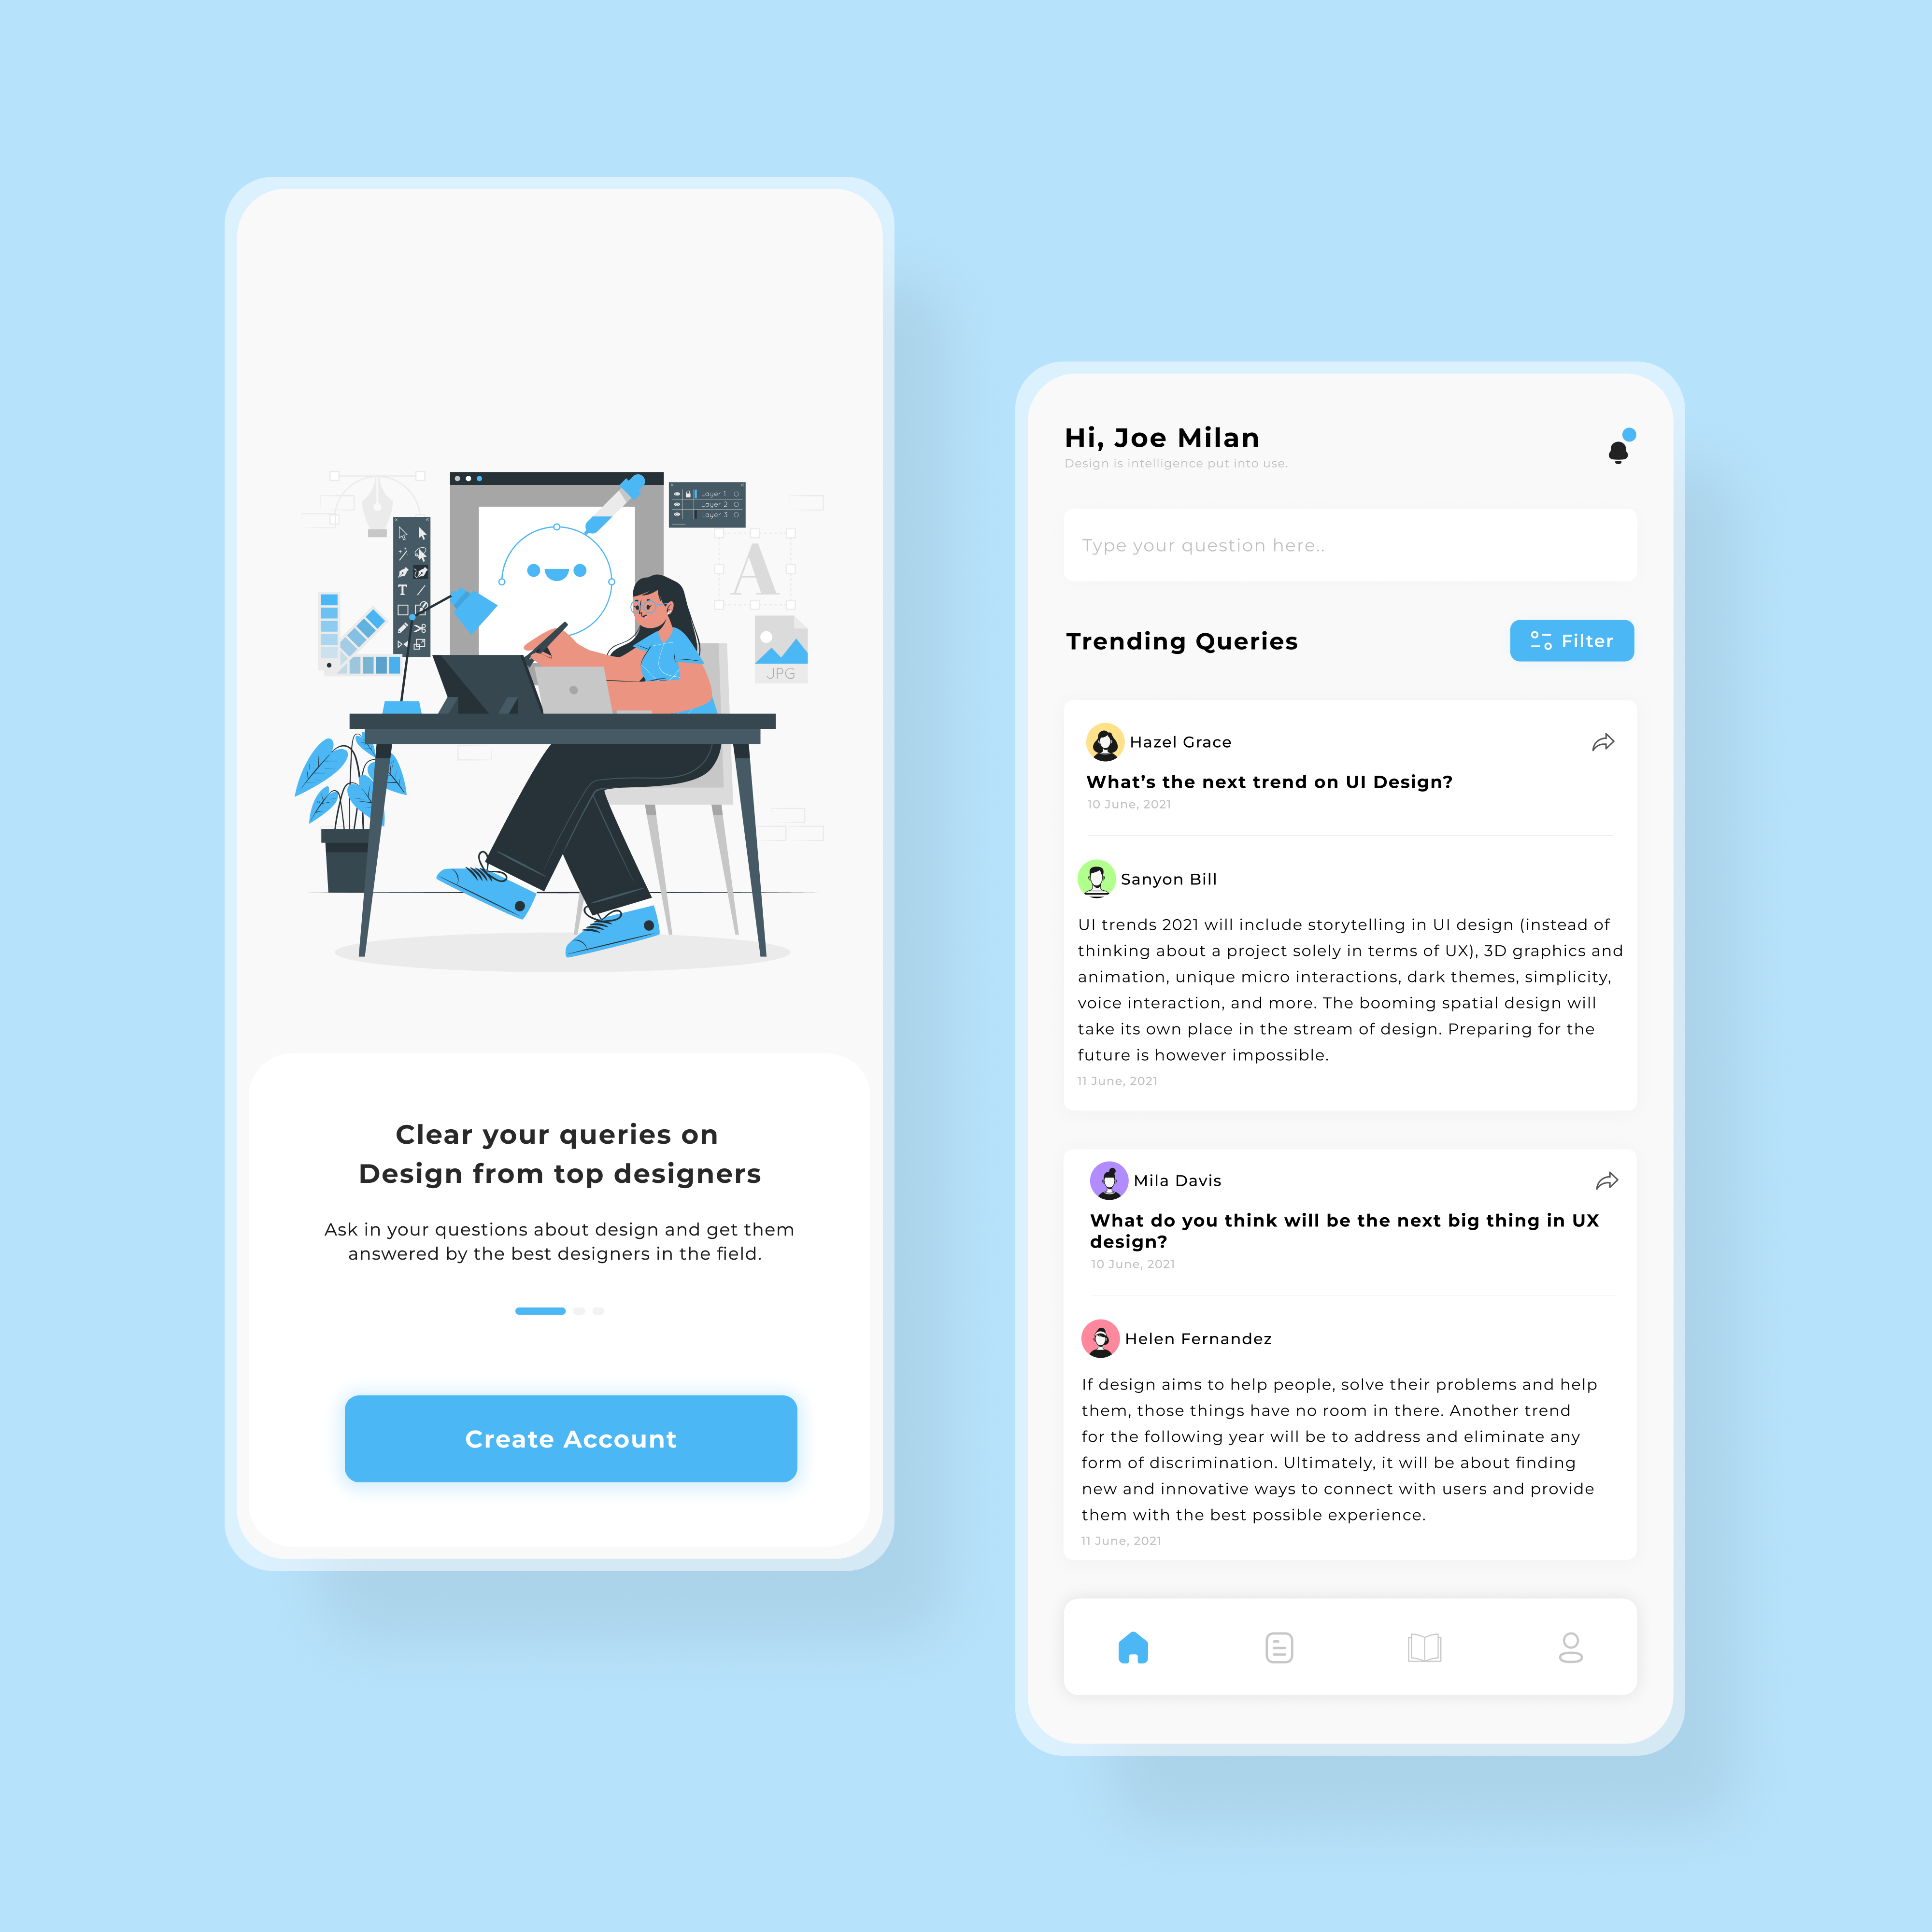 Layer 1
Layer 2
Layer 3
T
A
JPG
Clear your queries on
Design from top designers
Ask in your questions about design and get them
answered by the best designers in the field.
Create Account
Hi, Joe Milan
Design is intelligence put into use.
Type your question here..
Trending Queries
Filter
Hazel Grace
What’s the next trend on UI Design?
10 June, 2021
Sanyon Bill
UI trends 2021 will include storytelling in UI design (instead of
thinking about a project solely in terms of UX), 3D graphics and
animation, unique micro interactions, dark themes, simplicity,
voice interaction, and more. The booming spatial design will
take its own place in the stream of design. Preparing for the
future is however impossible.
11 June, 2021
Mila Davis
What do you think will be the next big thing in UX
design?
10 June, 2021
Helen Fernandez
If design aims to help people, solve their problems and help
them, those things have no room in there. Another trend
for the following year will be to address and eliminate any
form of discrimination. Ultimately, it will be about finding
new and innovative ways to connect with users and provide
them with the best possible experience.
11 June, 2021